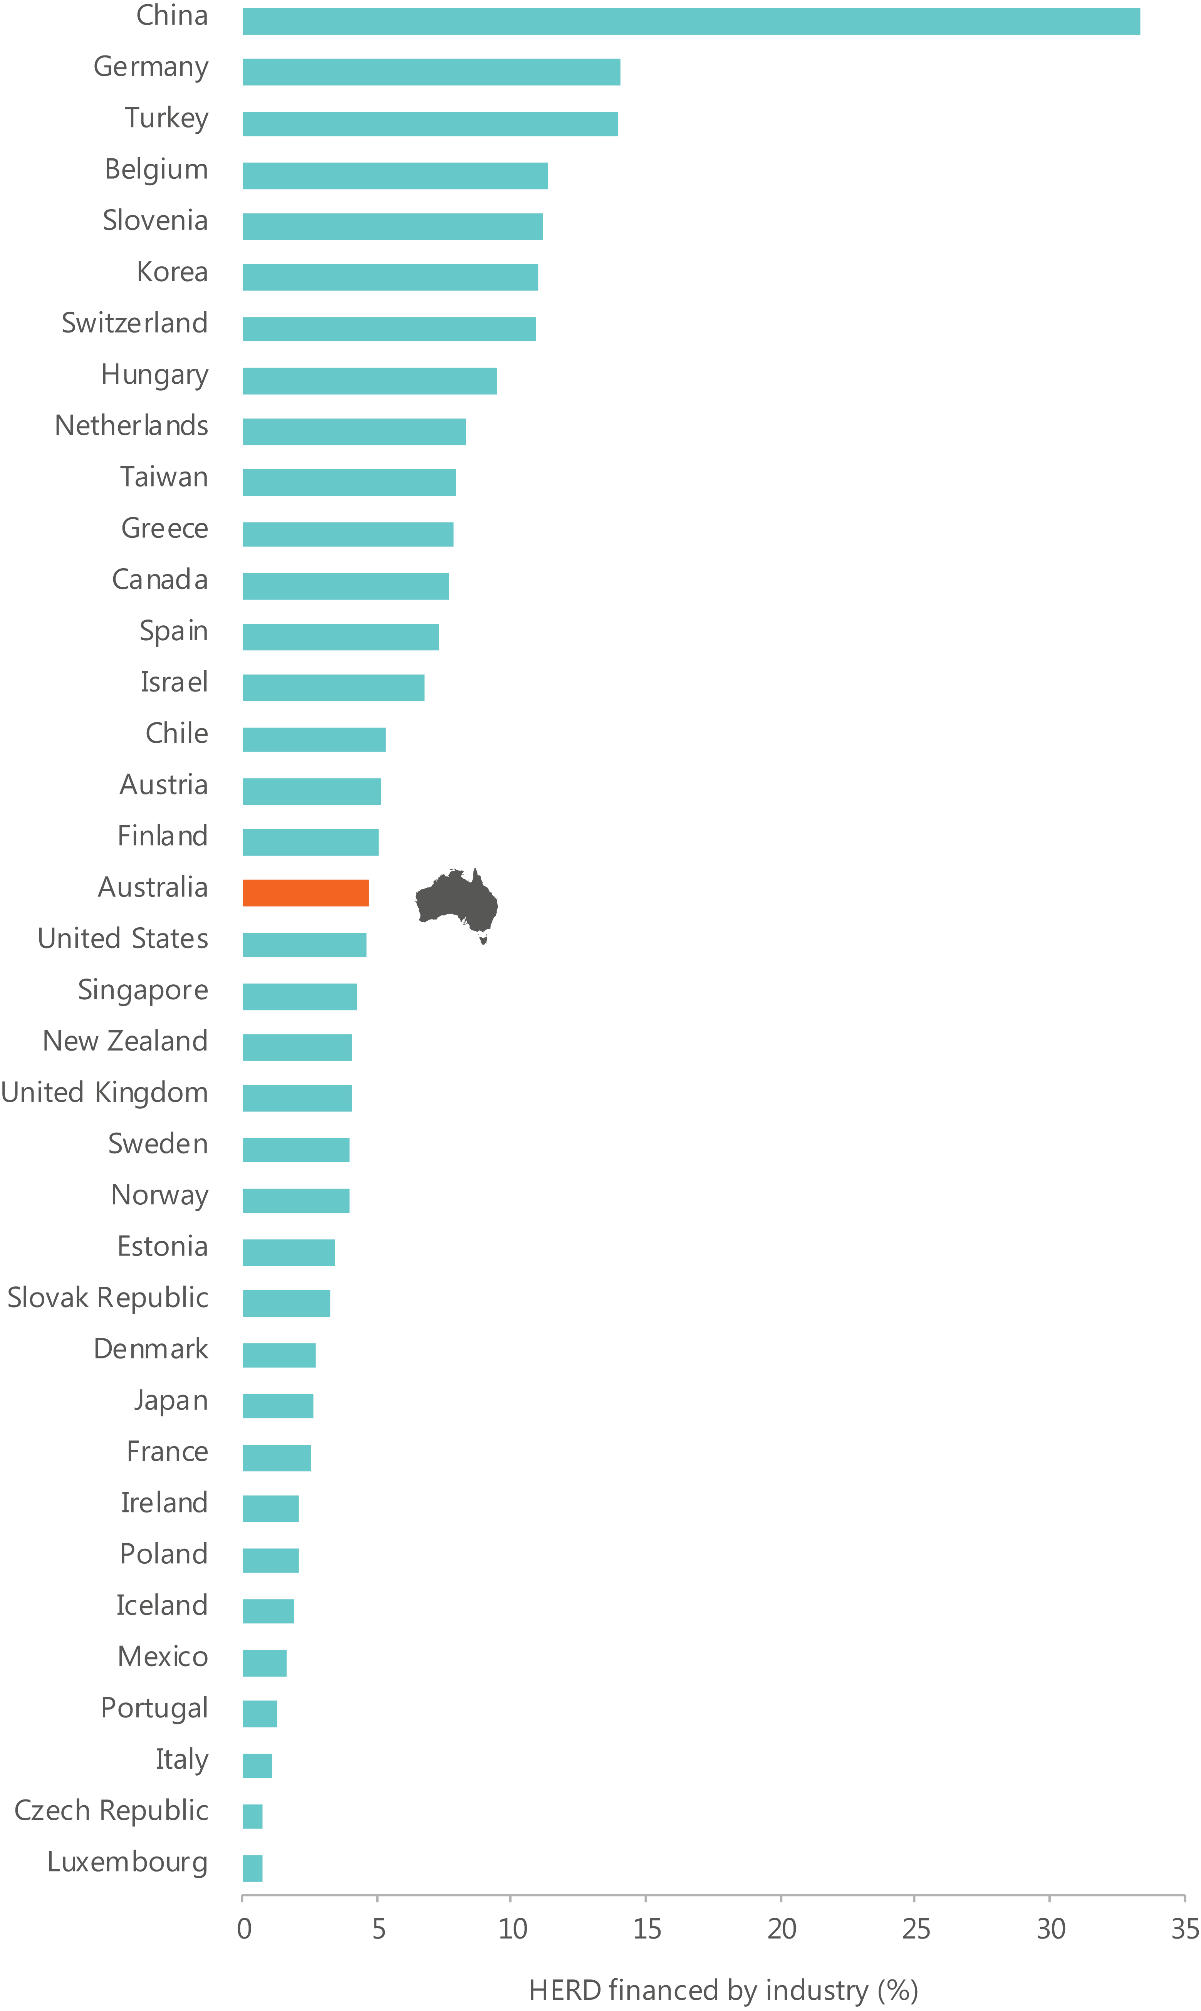 China
Germany
Turkey
Belgium
Slovenia
Korea
Switzerland
Hungary
Netherlands
Taiwan
Greece
Canada
Spain
Israel
Chile
Austria
Finland
Australia
United States
Singapore
New Zealand
United Kingdom
Sweden
Norway
Estonia
Slovak Republic
Denmark
Japan
France
Ireland
Poland
Iceland
Mexico
Portugal
Italy
Czech Republic
Luxembourg
0 5 10 15 20 25 30 35
HERD financed by industry (%)